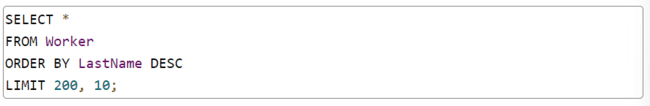 SELECT *
FROM Worker
ORDER BY LastName DESC
LIMIT 200, 10;